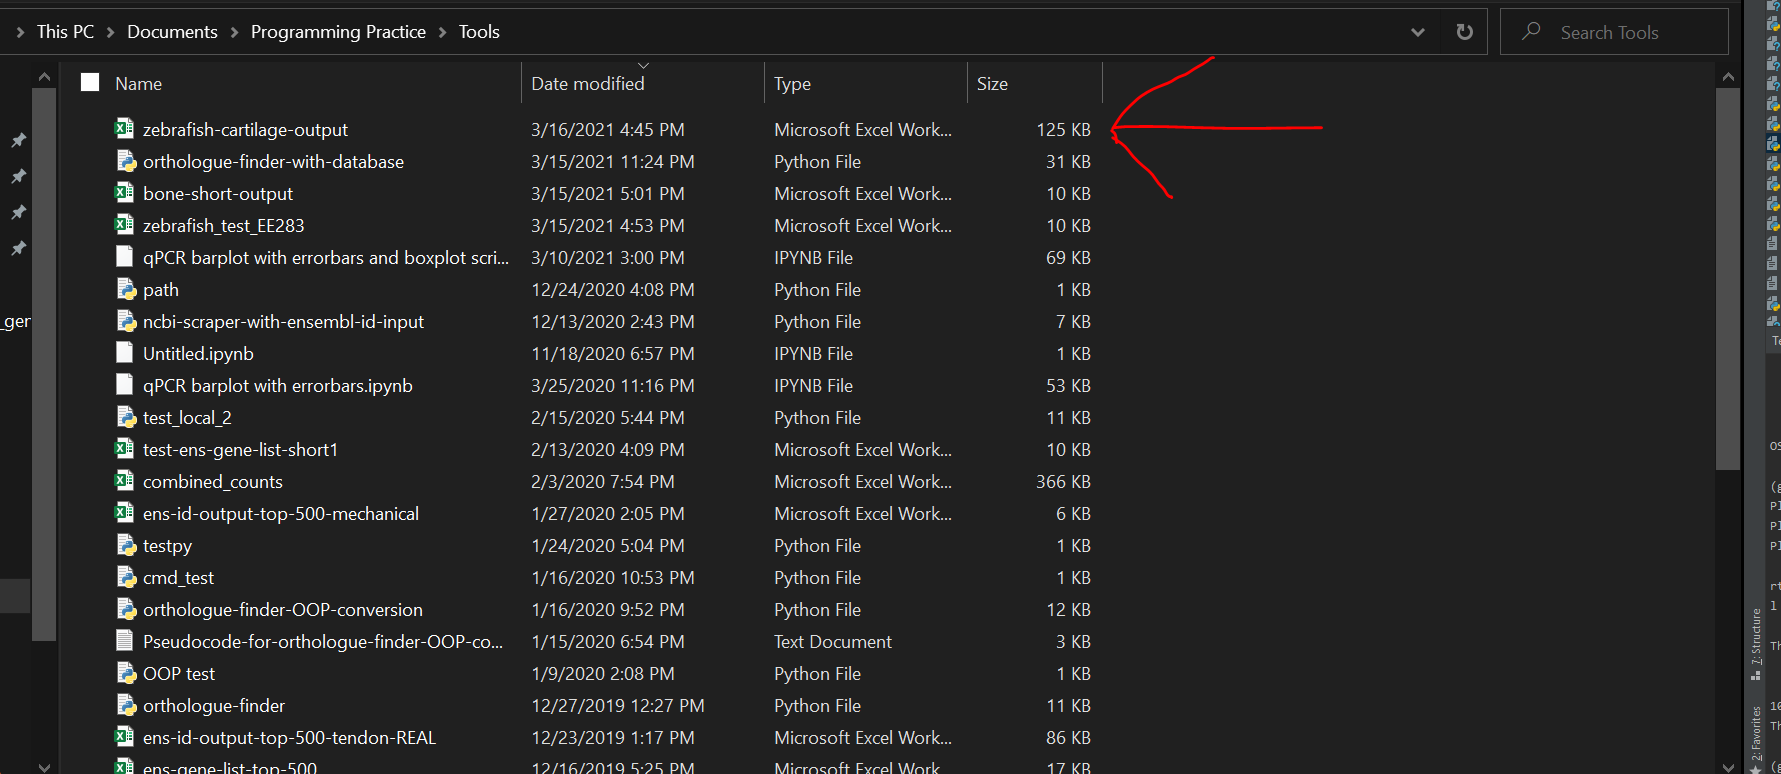 This PC > Documents > Programming Practice > Tools
Search Tools
Name Date modified Type Size
zebrafish-cartilage-output 3/16/2021 4:45 PM Microsoft Excel Work... 125 KB
orthologue-finder-with-database 3/15/2021 11:24 PM Python File 31 KB
bone-short-output 3/15/2021 5:01 PM Microsoft Excel Work... 10 KB
zebrafish_test_EE283 3/15/2021 4:53 PM Microsoft Excel Work... 10 KB
qPCR barplot with errorbars and boxplot scri... 3/10/2021 3:00 PM IPYNB File 69 KB
path 12/24/2020 4:08 PM Python File 1 KB
_ger
ncbi-scraper-with-ensembl-id-input 12/13/2020 2:43 PM Python File 7 KB
Untitled.ipynb 11/18/2020 6:57 PM IPYNB File 1 KB
qPCR barplot with errorbars.ipynb 3/25/2020 11:16 PM IPYNB File 53 KB
test_local_2 2/15/2020 5:44 PM Python File 11 KB
test-ens-gene-list-short1 2/13/2020 4:09 PM Microsoft Excel Work... 10 KB
combined_counts 2/3/2020 7:54 PM Microsoft Excel Work... 366 KB
ens-id-output-top-500-mechanical 1/27/2020 2:05 PM Microsoft Excel Work... 6 KB
testpy 1/24/2020 5:04 PM Python File 1 KB
cmd_test 1/16/2020 10:53 PM Python File 1 KB
orthologue-finder-OOP-conversion 1/16/2020 9:52 PM Python File 12 KB
Pseudocode-for-orthologue-finder-OOP-co... 1/15/2020 6:54 PM Text Document 3 KB
OOP test 1/9/2020 2:08 PM Python File 1 KB
orthologue-finder 12/27/2019 12:27 PM Python File 11 KB
ens-id-output-top-500-tendon-REAL 12/23/2019 1:17 PM Microsoft Excel Work... 86 KB
ens-gene-list-top-500 12/16/2019 5:25 PM Microsoft Excel Work... 17 KB
7: Structure
2: Favorites